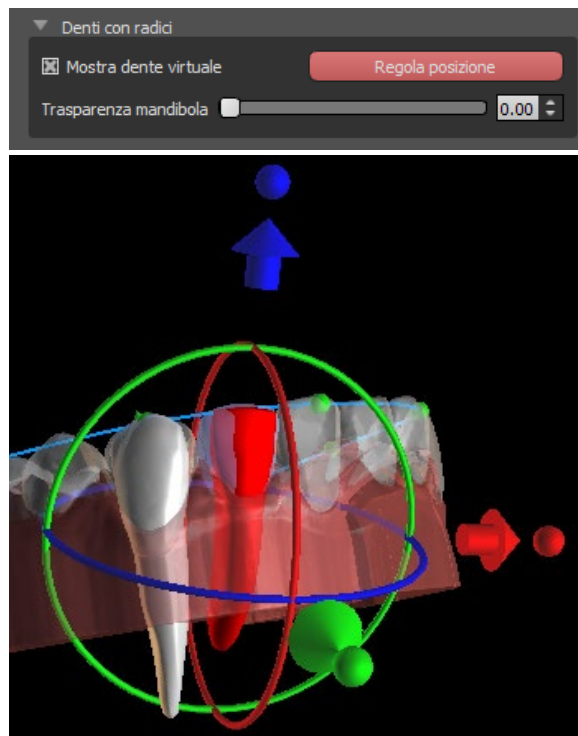 Denti con radici
Mostra dente virtuale Regola posizione
Trasparenza mandibola 0.00